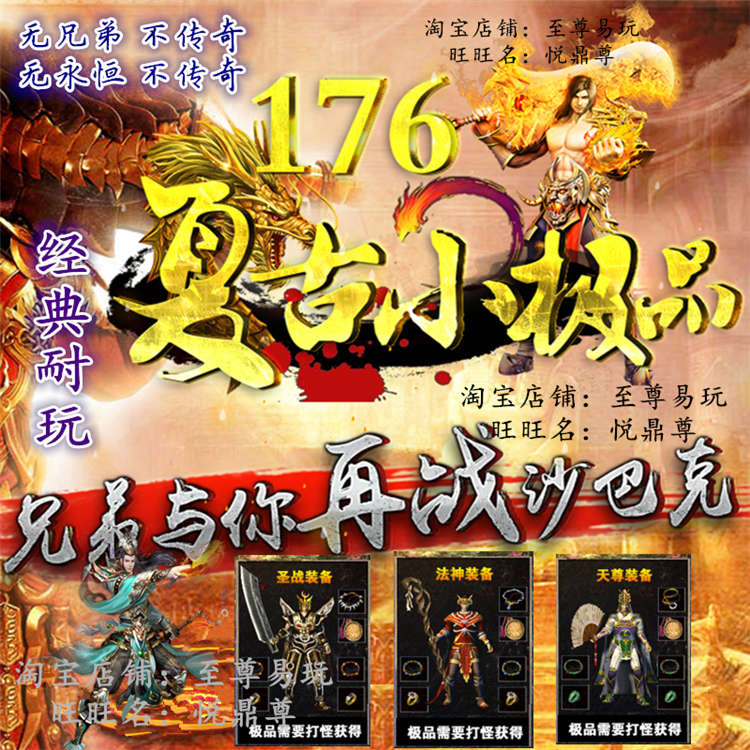 无兄弟 不传奇
无永恒 不传奇
淘宝店铺：至尊易玩
旺旺名：悦鼎尊
176
复古小极品
经典耐玩
淘宝店铺：至尊易玩
旺旺名：悦鼎尊
兄弟与你再战沙巴克
圣战装备
法神装备
天尊装备
淘宝店铺：至尊易玩
旺旺名：悦鼎尊
极品需要打怪获得
极品需要打怪获得
极品需要打怪获得